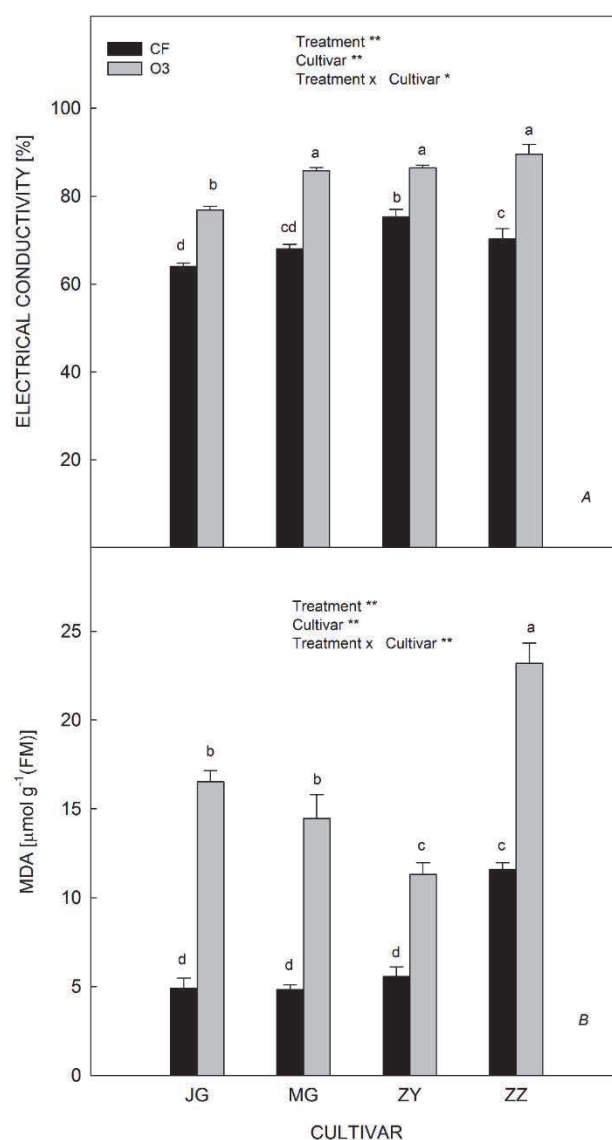 CF
O3
Treatment **
Cultivar **
Treatment x Cultivar *
ELECTRICAL CONDUCTIVITY [%]
100
80
60
40
20
d
b
cd
a
b
a
c
a
A
Treatment **
Cultivar **
Treatment x Cultivar **
MDA [µmol g⁻¹(FM)]
25
20
15
10
5
0
d
b
d
b
d
c
c
a
B
JG MG ZY ZZ
CULTIVAR